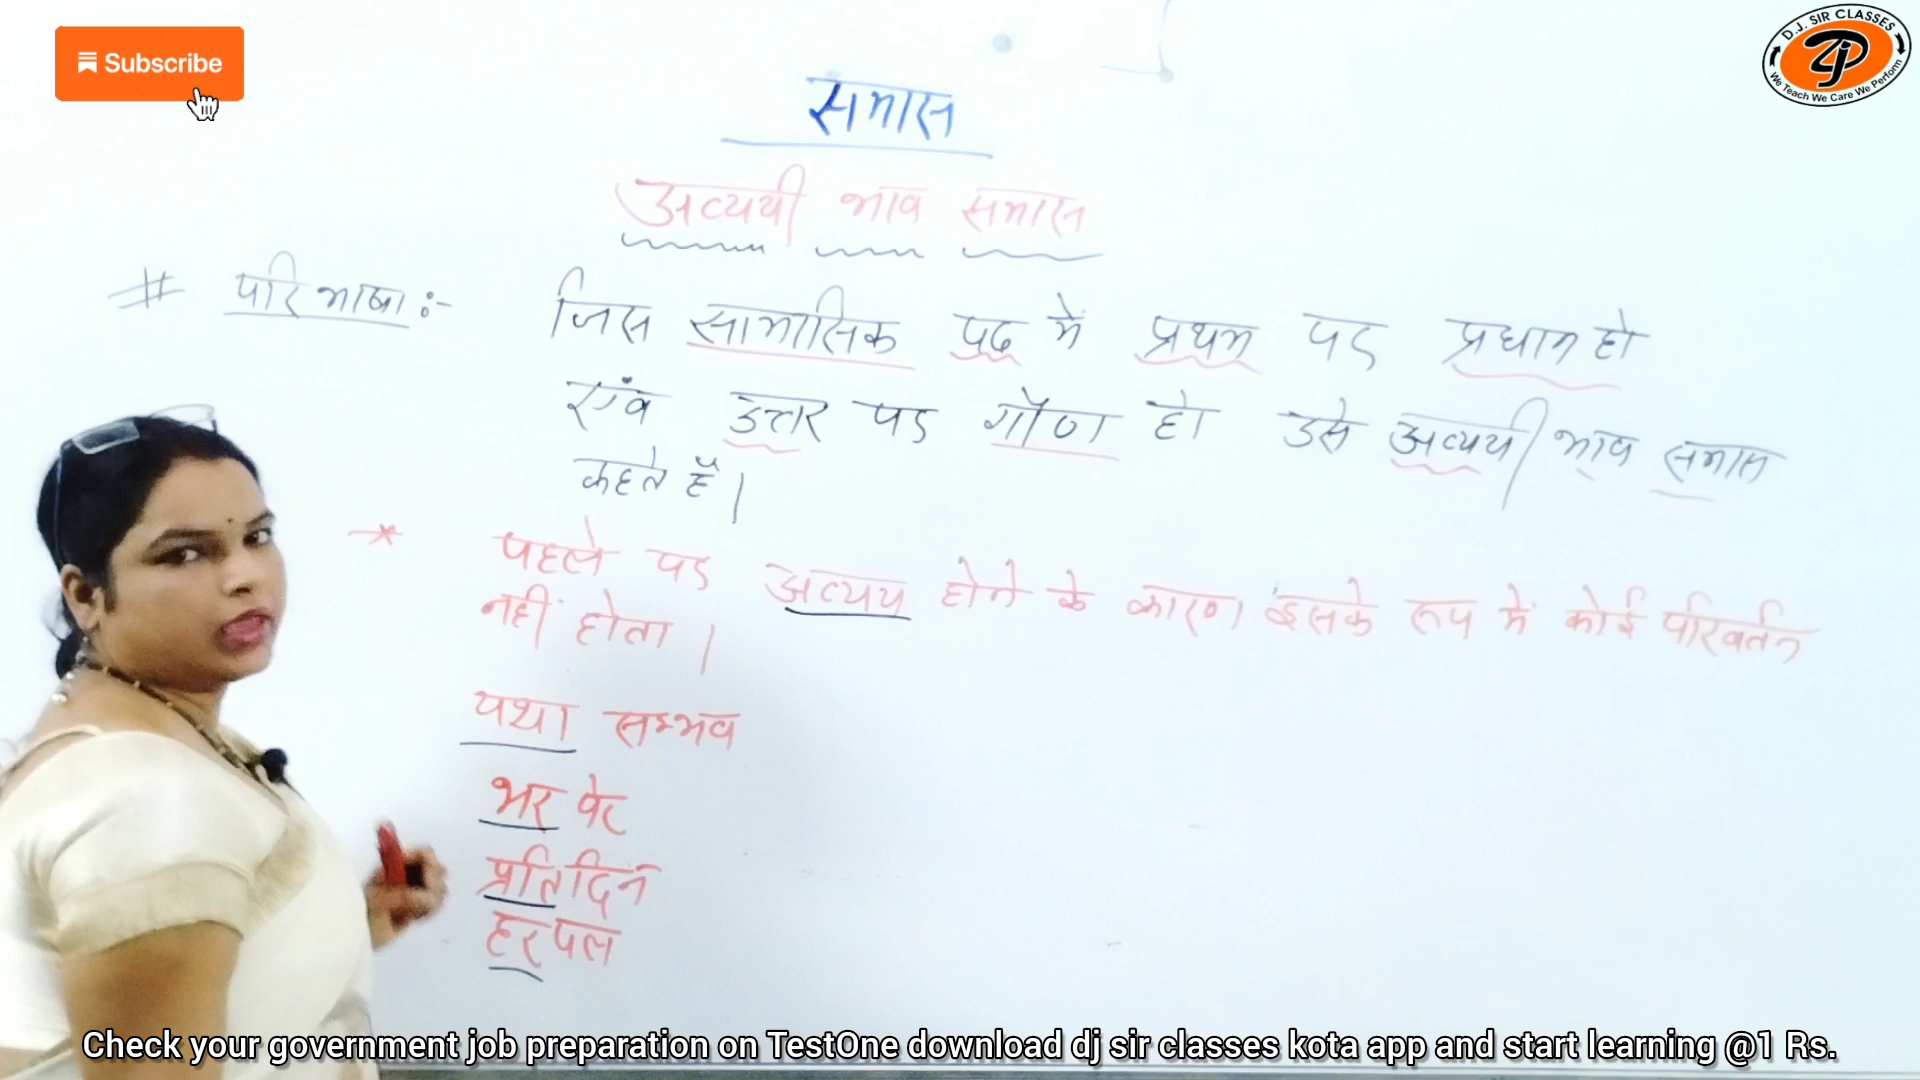 Subscribe
D.J. SIR CLASSES
We Teach We Care We Perform
समास
अव्ययी भाव समास
# परिभाषा :- जिस सामासिक पद में प्रथम पद प्रधान हो
एंव उत्तर पद गौण हो उसे अव्ययी भाव समास
कहते हैं।
* पहले पद अव्यय होने के कारण इसके रूप में कोई परिवर्तन
नहीं होता।
यथा सम्भव
भर पेट
प्रतिदिन
हरपल
Check your government job preparation on TestOne download dj sir classes kota app and start learning @1 Rs.